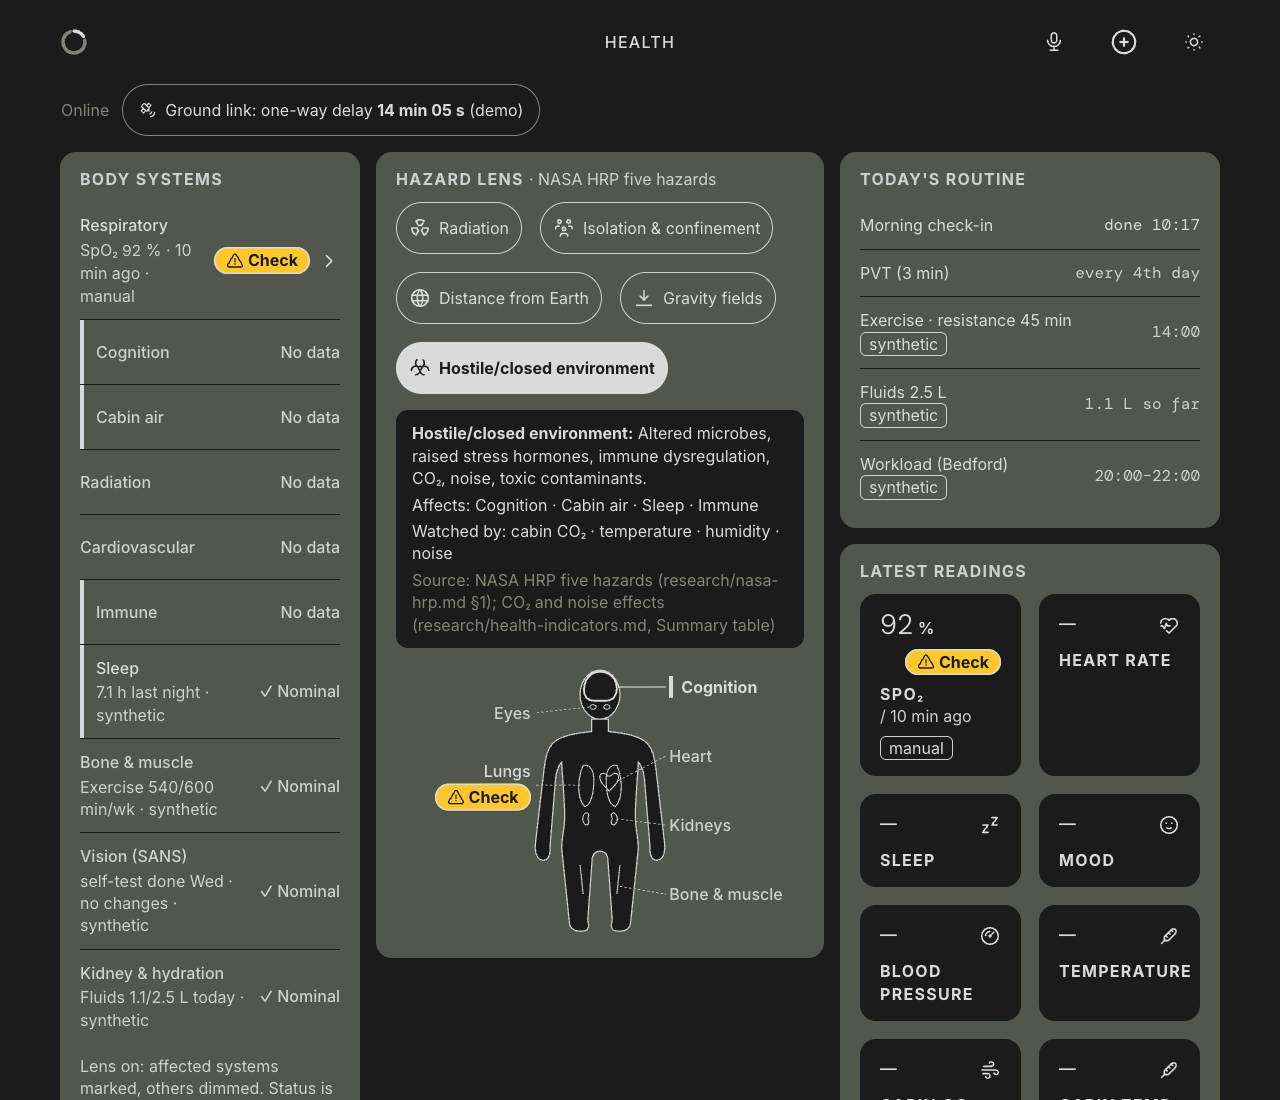 HEALTH
Online
Ground link: one-way delay 14 min 05 s (demo)
BODY SYSTEMS
Respiratory
SpO₂ 92 % · 10
min ago ·
manual
Check
Cognition
No data
Cabin air
No data
Radiation
No data
Cardiovascular
No data
Immune
No data
Sleep
7.1 h last night ·
synthetic
✓ Nominal
Bone & muscle
Exercise 540/600
min/wk · synthetic
✓ Nominal
Vision (SANS)
self-test done Wed ·
no changes ·
synthetic
✓ Nominal
Kidney & hydration
Fluids 1.1/2.5 L today ·
synthetic
✓ Nominal
Lens on: affected systems
marked, others dimmed. Status is
HAZARD LENS · NASA HRP five hazards
Radiation
Isolation & confinement
Distance from Earth
Gravity fields
Hostile/closed environment
Hostile/closed environment: Altered microbes,
raised stress hormones, immune dysregulation,
CO₂, noise, toxic contaminants.
Affects: Cognition · Cabin air · Sleep · Immune
Watched by: cabin CO₂ · temperature · humidity ·
noise
Source: NASA HRP five hazards (research/nasa-
hrp.md §1); CO₂ and noise effects
(research/health-indicators.md, Summary table)
Cognition
Eyes
Heart
Lungs
Check
Kidneys
Bone & muscle
TODAY'S ROUTINE
Morning check-in
done 10:17
PVT (3 min)
every 4th day
Exercise · resistance 45 min
synthetic
14:00
Fluids 2.5 L
synthetic
1.1 L so far
Workload (Bedford)
synthetic
20:00–22:00
LATEST READINGS
92 %
Check
SPO₂
/ 10 min ago
manual
—
HEART RATE
—
SLEEP
—
MOOD
—
BLOOD
PRESSURE
—
TEMPERATURE
—
—